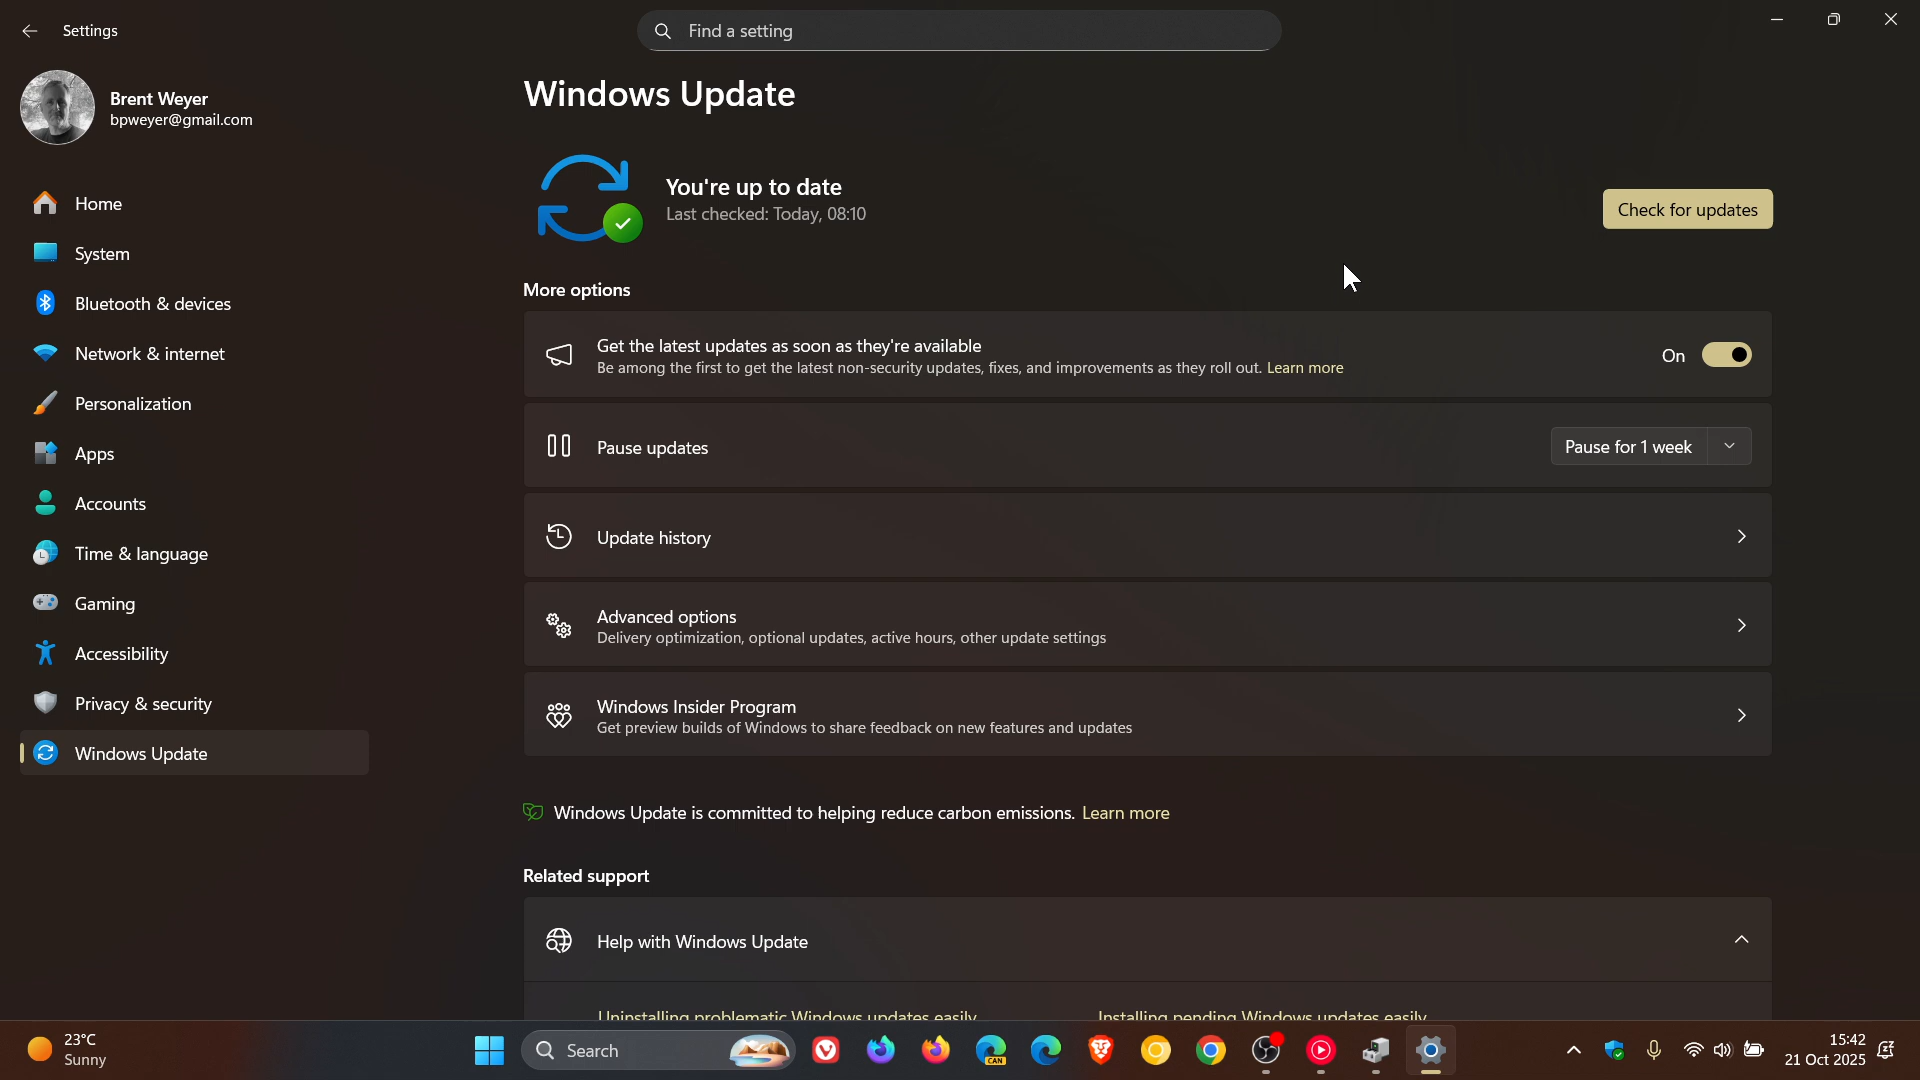 Settings
Find a setting
Brent Weyer
bpweyer@gmail.com
Home
System
Bluetooth & devices
Network & internet
Personalization
Apps
Accounts
Time & language
Gaming
Accessibility
Privacy & security
Windows Update
Windows Update
You're up to date
Last checked: Today, 08:10
Check for updates
More options
Get the latest updates as soon as they're available
Be among the first to get the latest non-security updates, fixes, and improvements as they roll out. Learn more
On
Pause updates
Pause for 1 week
Update history
Advanced options
Delivery optimization, optional updates, active hours, other update settings
Windows Insider Program
Get preview builds of Windows to share feedback on new features and updates
Windows Update is committed to helping reduce carbon emissions. Learn more
Related support
Help with Windows Update
Uninstalling problematic Windows updates easily
Installing pending Windows updates easily
23°C
Sunny
Search
CAN
15:42
21 Oct 2025